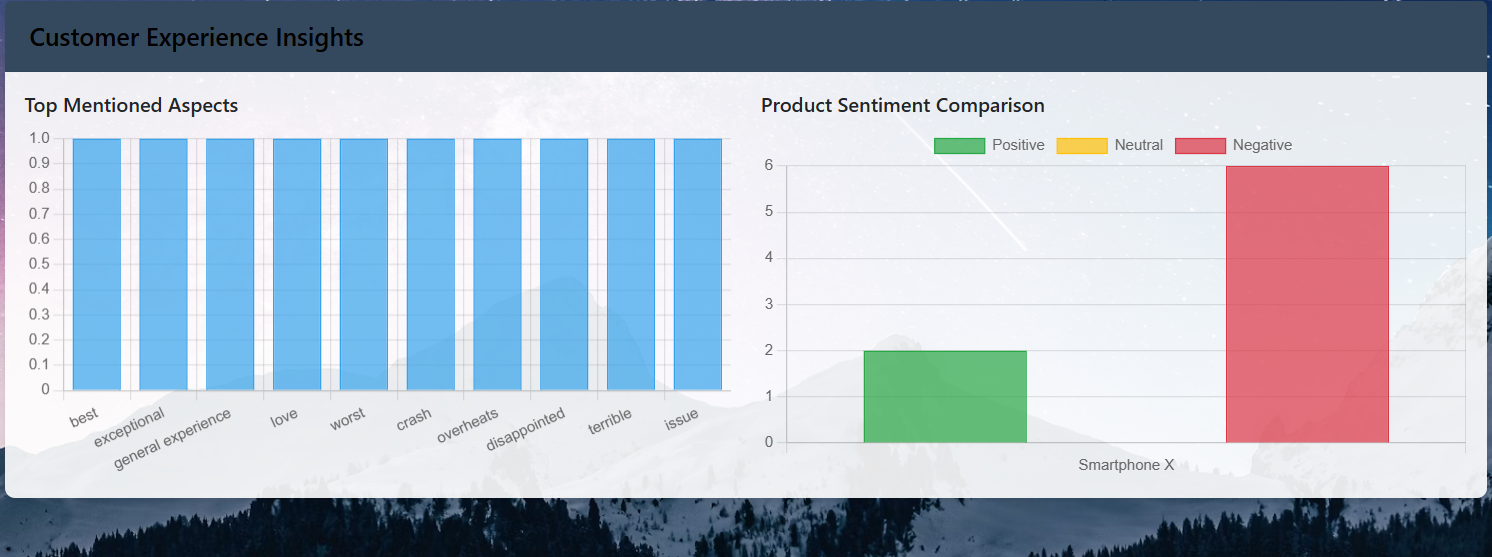 Customer Experience Insights
Top Mentioned Aspects
1.0
0.9
0.8
0.7
0.6
0.5
0.4
0.3
0.2
0.1
0
best
exceptional
general experience
love
worst
crash
overheats
disappointed
terrible
issue
Product Sentiment Comparison
Positive Neutral Negative
6
5
4
3
2
1
0
Smartphone X